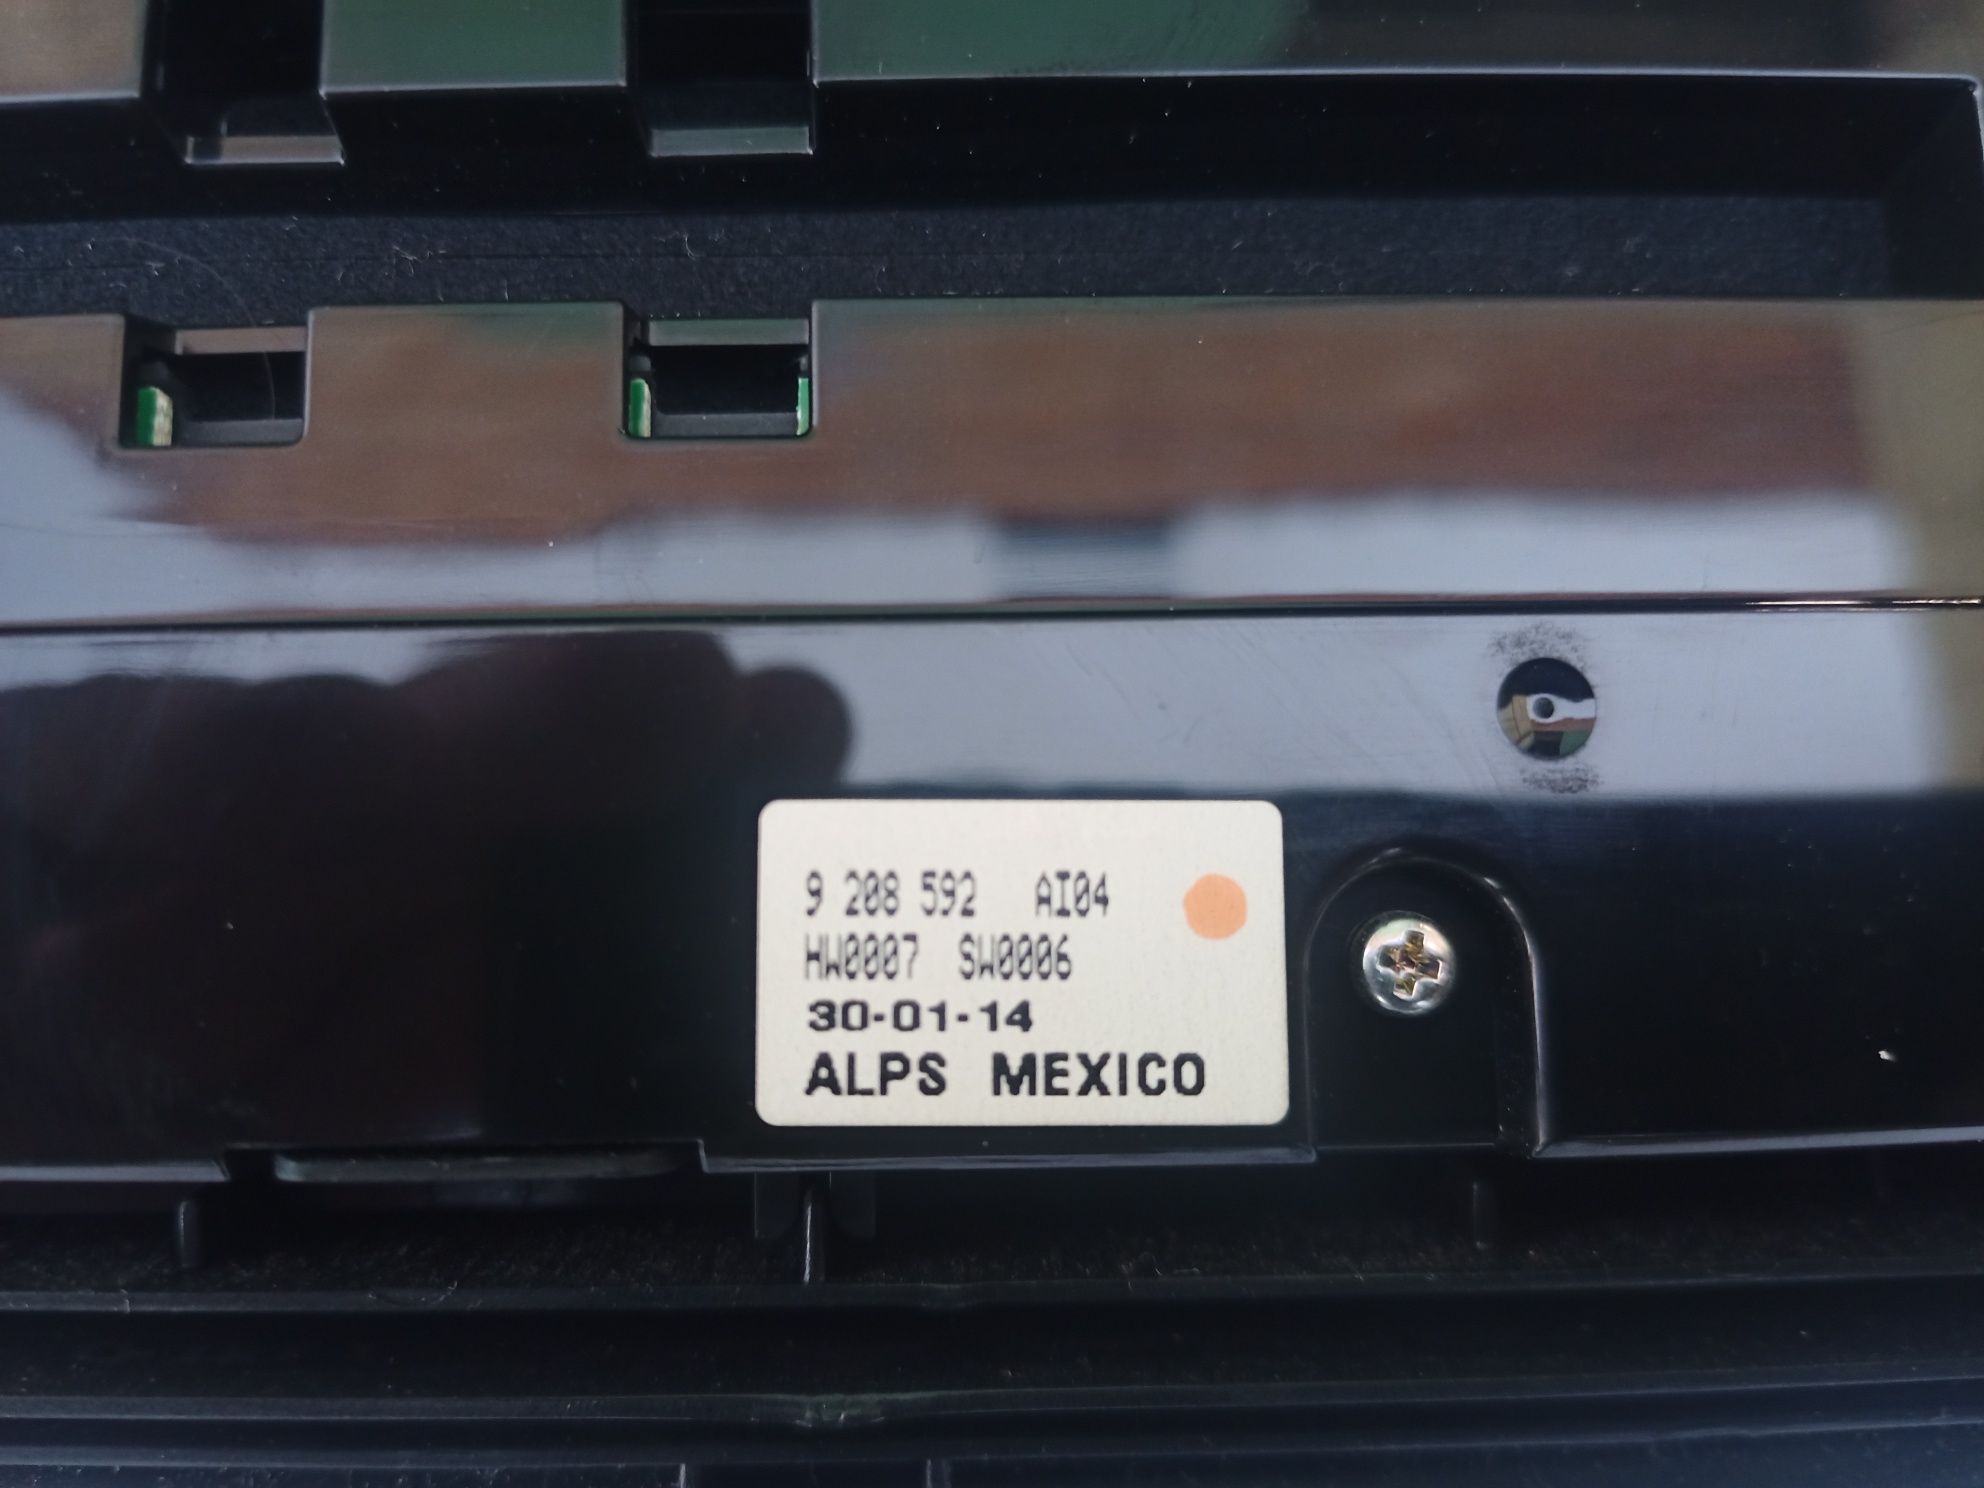 9 208 592 AI04
HW0007 SW0006
30-01-14
ALPS MEXICO